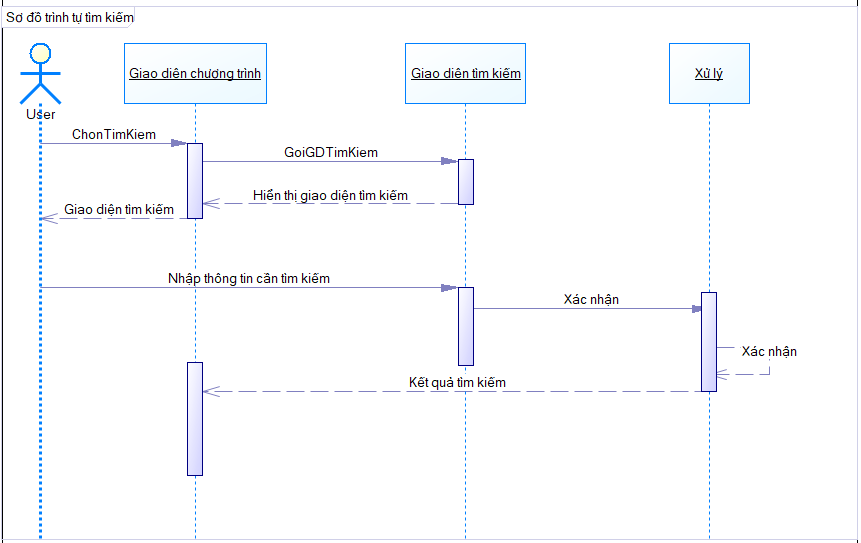 Sơ đồ trình tự tìm kiếm
Giao diên chương trình
Giao diên tìm kiếm
Xử lý
User
ChonTimKiem
GoiGDTimKiem
Hiển thị giao diện tìm kiếm
Giao diện tìm kiếm
Nhập thông tin cần tìm kiếm
Xác nhận
Xác nhận
Kết quả tìm kiếm